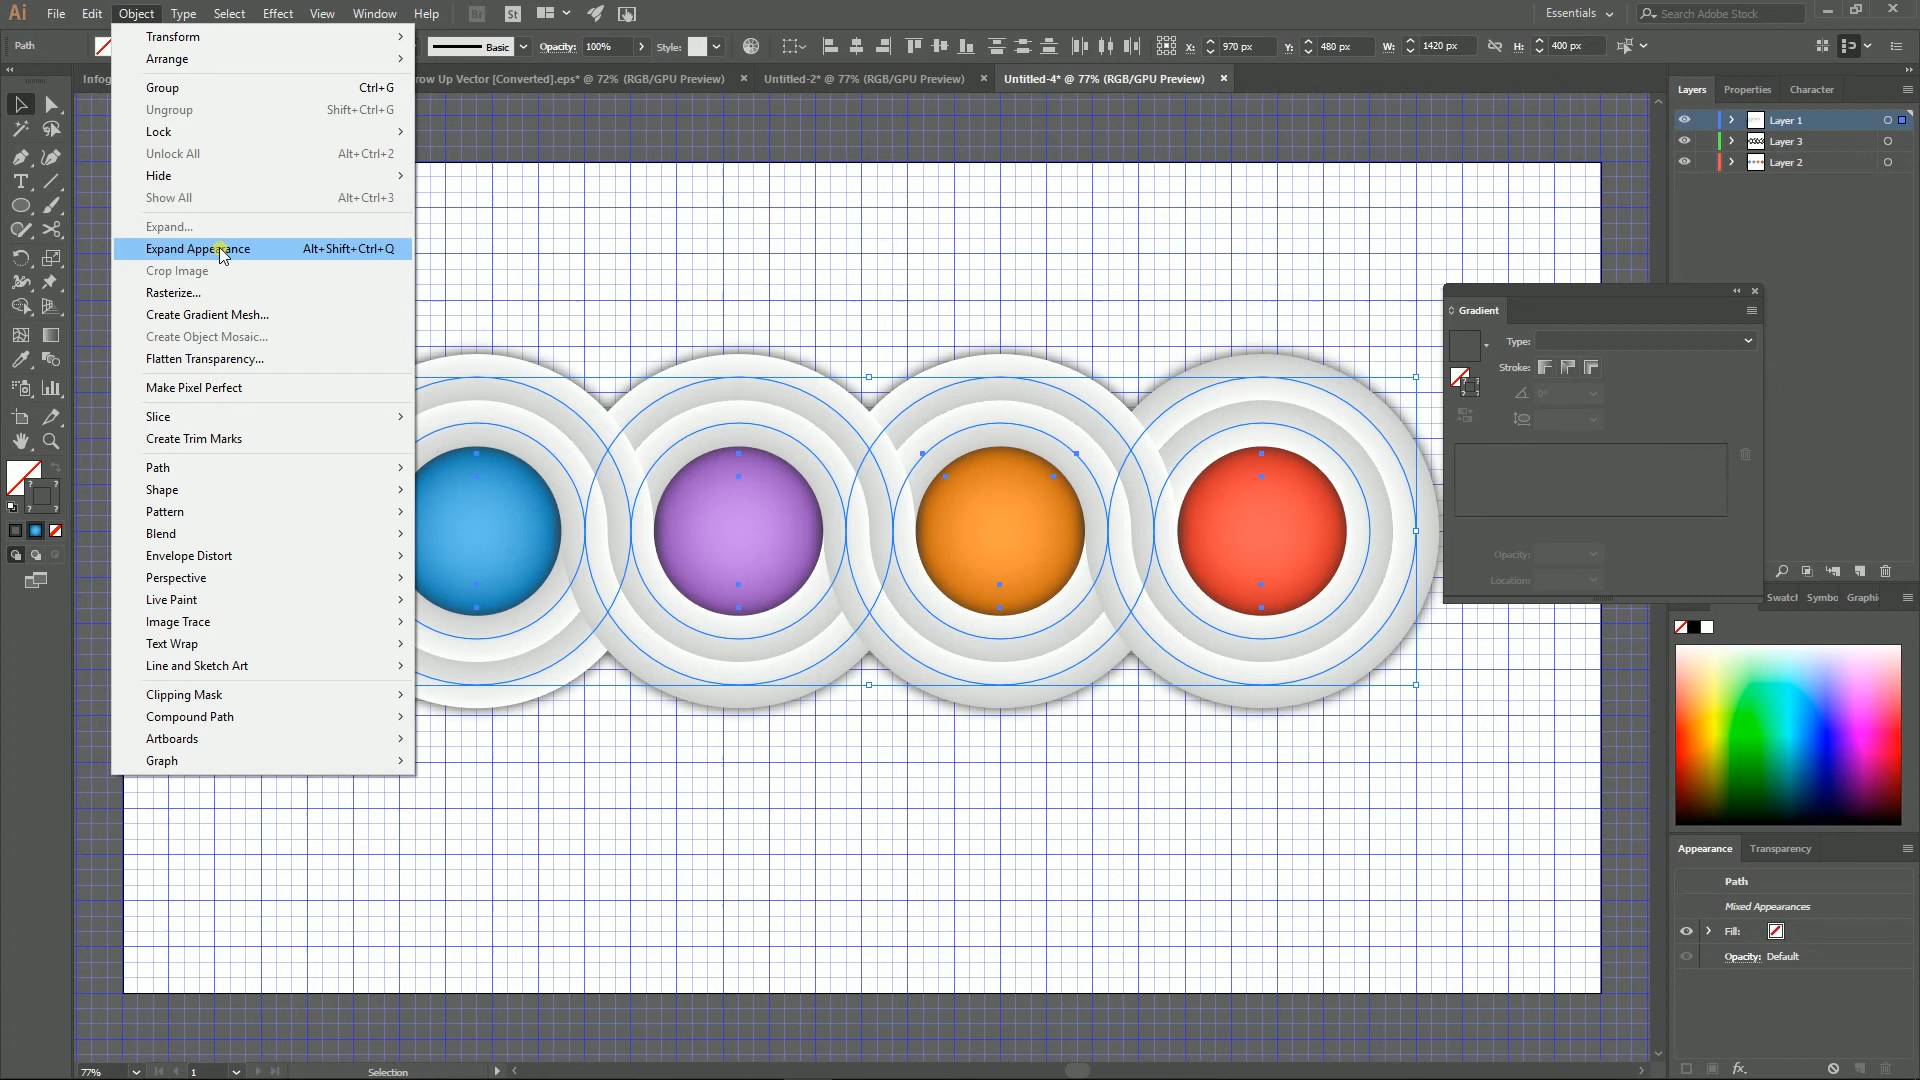 Ai File Edit Object Type Select Effect View Window Help Br St Essentials Search Adobe Stock
Path Basic Opacity: 100% Style: X: 970 px Y: 480 px W: 1420 px H: 400 px
Infog row Up Vector [Converted].eps* @ 72% (RGB/GPU Preview) Untitled-2* @ 77% (RGB/GPU Preview) Untitled-4* @ 77% (RGB/GPU Preview)
Transform
Arrange
Group Ctrl+G
Ungroup Shift+Ctrl+G
Lock
Unlock All Alt+Ctrl+2
Hide
Show All Alt+Ctrl+3
Expand...
Expand Appearance Alt+Shift+Ctrl+Q
Crop Image
Rasterize...
Create Gradient Mesh...
Create Object Mosaic...
Flatten Transparency...
Make Pixel Perfect
Slice
Create Trim Marks
Path
Shape
Pattern
Blend
Envelope Distort
Perspective
Live Paint
Image Trace
Text Wrap
Line and Sketch Art
Clipping Mask
Compound Path
Artboards
Graph
Layers Properties Character
Layer 1
Layer 3
Layer 2
Gradient
Type:
Stroke:
0°
Opacity:
Location:
Swatch Symbo Graphi
Appearance Transparency
Path
Mixed Appearances
Fill:
Opacity: Default
fx
77% 1 Selection